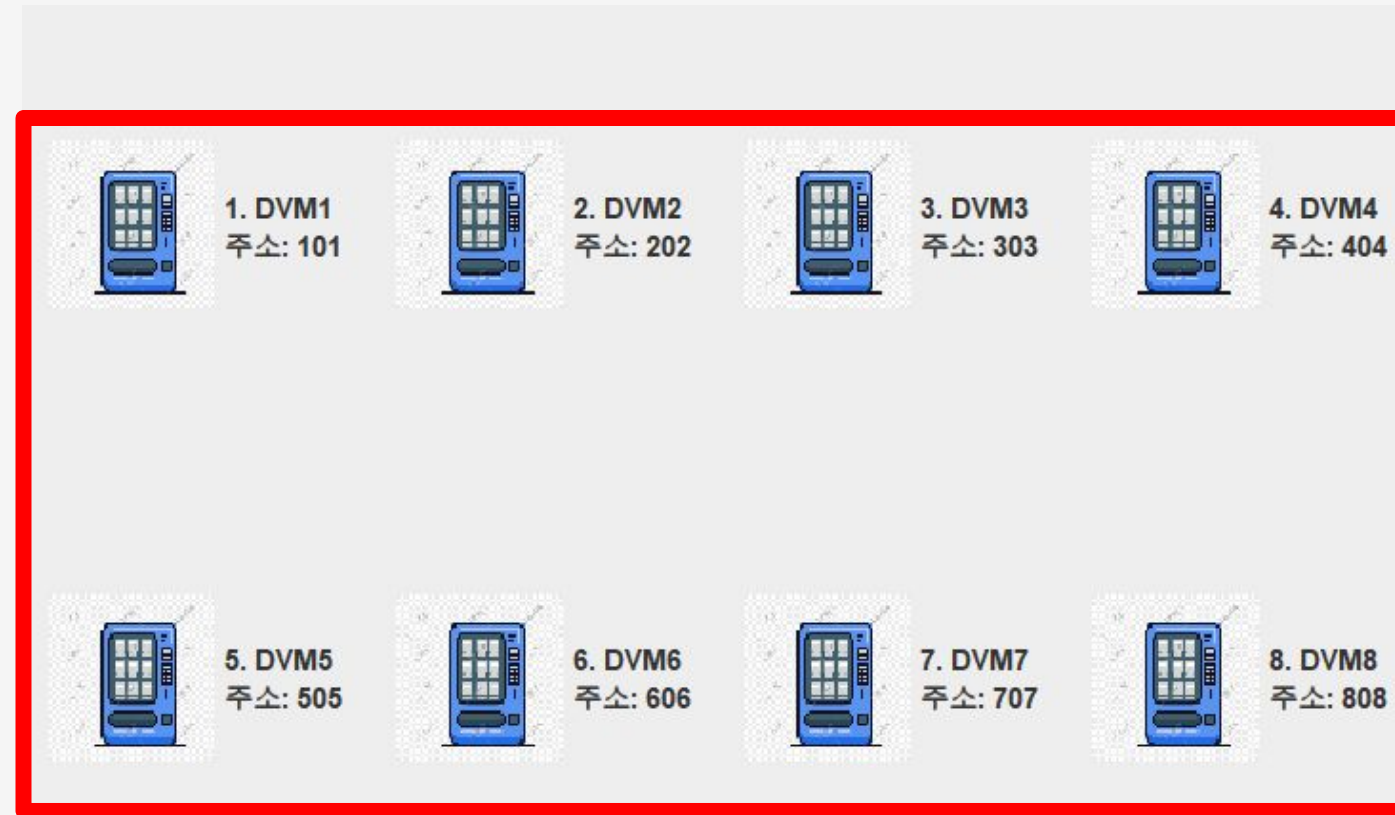 1. DVM1
주소: 101
2. DVM2
주소: 202
3. DVM3
주소: 303
4. DVM4
주소: 404
5. DVM5
주소: 505
6. DVM6
주소: 606
7. DVM7
주소: 707
8. DVM8
주소: 808